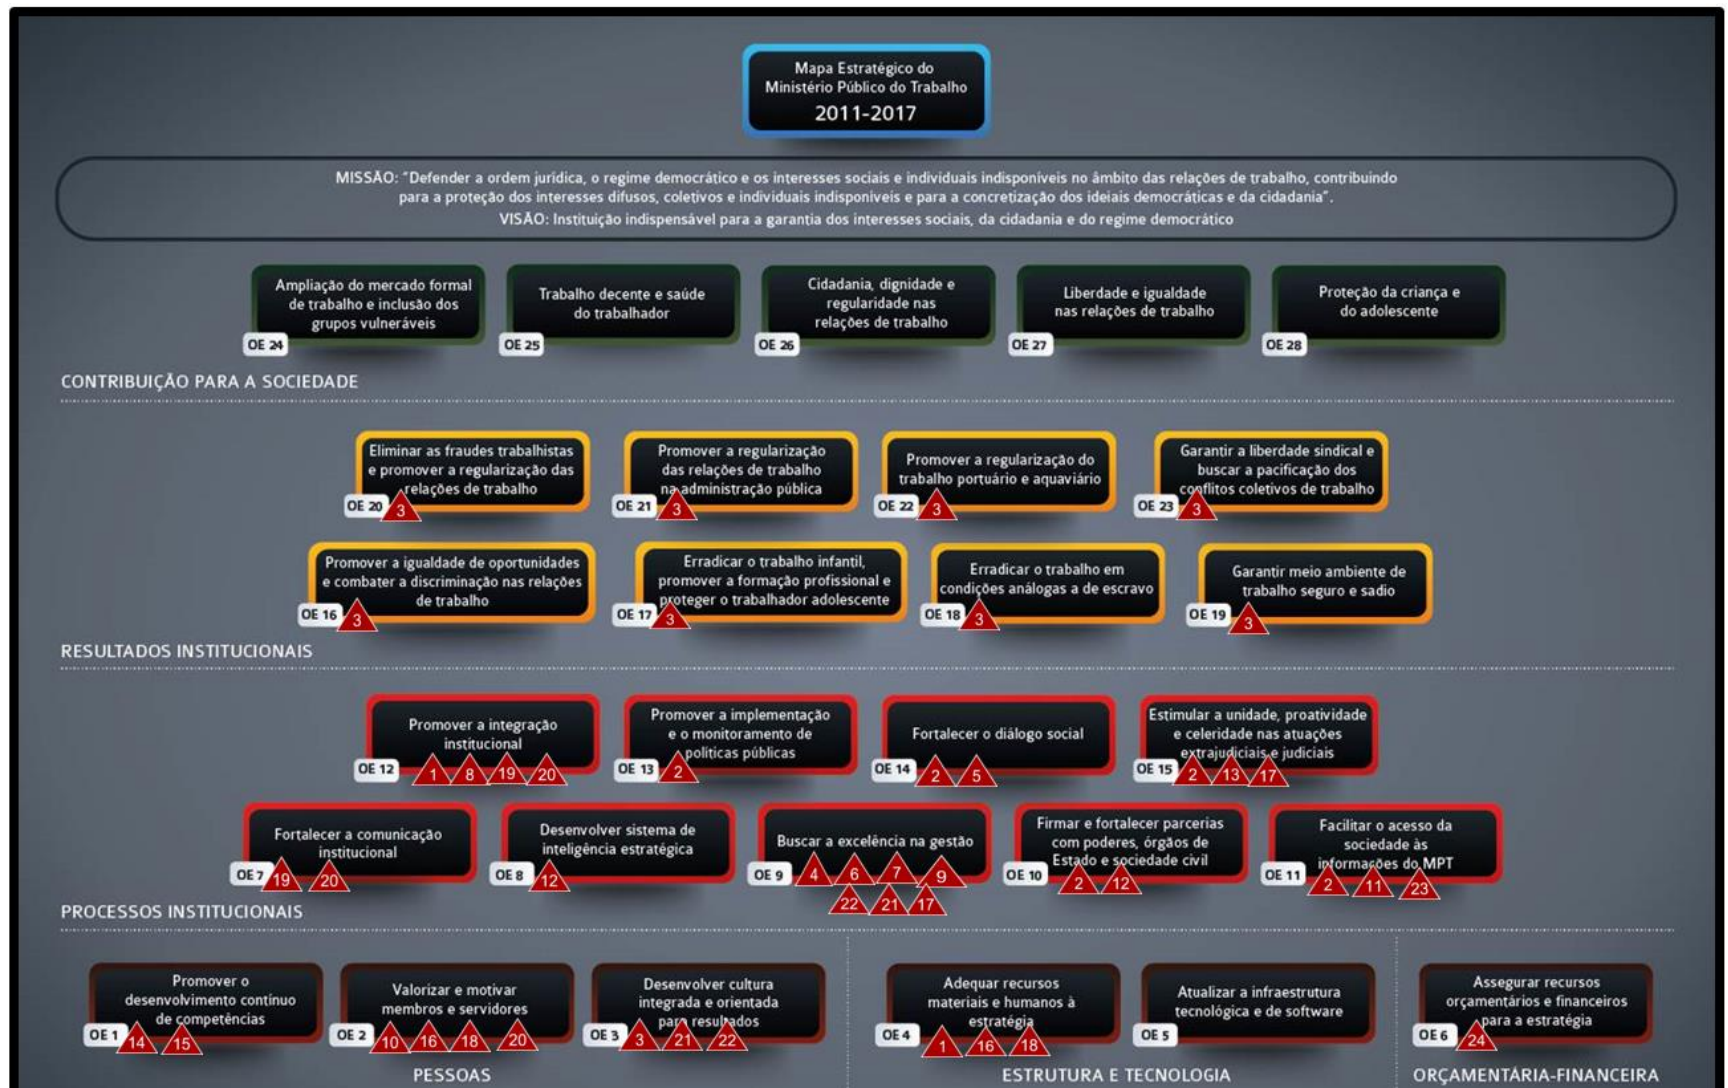 Mapa Estratégico do
Ministério Público do Trabalho
2011-2017
MISSÃO: "Defender a ordem jurídica, o regime democrático e os interesses sociais e individuais indisponíveis no âmbito das relações de trabalho, contribuindo
para a proteção dos interesses difusos, coletivos e individuais indisponíveis e para a concretização dos ideiais democráticas e da cidadania".
VISÃO: Instituição indispensável para a garantia dos interesses sociais, da cidadania e do regime democrático
Ampliação do mercado formal
de trabalho e inclusão dos
grupos vulneráveis
OE 24
Trabalho decente e saúde
do trabalhador
OE 25
Cidadania, dignidade e
regularidade nas
relações de trabalho
OE 26
Liberdade e igualdade
nas relações de trabalho
OE 27
Proteção da criança e
do adolescente
OE 28
CONTRIBUIÇÃO PARA A SOCIEDADE
Eliminar as fraudes trabalhistas
e promover a regularização das
relações de trabalho
OE 20 3
Promover a regularização
das relações de trabalho
na administração pública
OE 21 3
Promover a regularização do
trabalho portuário e aquaviário
OE 22 3
Garantir a liberdade sindical e
buscar a pacificação dos
conflitos coletivos de trabalho
OE 23 3
Promover a igualdade de oportunidades
e combater a discriminação nas relações
de trabalho
OE 16 3
Erradicar o trabalho infantil,
promover a formação profissional e
proteger o trabalhador adolescente
OE 17 3
Erradicar o trabalho em
condições análogas a de escravo
OE 18 3
Garantir meio ambiente de
trabalho seguro e sadio
OE 19 3
RESULTADOS INSTITUCIONAIS
Promover a integração
institucional
OE 12 1 8 19 20
Promover a implementação
e o monitoramento de
políticas públicas
OE 13 2
Fortalecer o diálogo social
OE 14 2 5
Estimular a unidade, proatividade
e celeridade nas atuações
extrajudiciais e judiciais
OE 15 2 13 17
Fortalecer a comunicação
institucional
OE 7 19 20
Desenvolver sistema de
inteligência estratégica
OE 8 12
Buscar a excelência na gestão
OE 9 4 6 7 9
22 21 17
Firmar e fortalecer parcerias
com poderes, órgãos de
Estado e sociedade civil
OE 10 2 12
Facilitar o acesso da
sociedade às
informações do MPT
OE 11 2 11 23
PROCESSOS INSTITUCIONAIS
Promover o
desenvolvimento contínuo
de competências
OE 1 14 15
Valorizar e motivar
membros e servidores
OE 2 10 16 18 20
Desenvolver cultura
integrada e orientada
para resultados
OE 3 3 21 22
Adequar recursos
materiais e humanos à
estratégia
OE 4 1 16 18
Atualizar a infraestrutura
tecnológica e de software
OE 5
Assegurar recursos
orçamentários e financeiros
para a estratégia
OE 6 24
PESSOAS
ESTRUTURA E TECNOLOGIA
ORÇAMENTÁRIA-FINANCEIRA